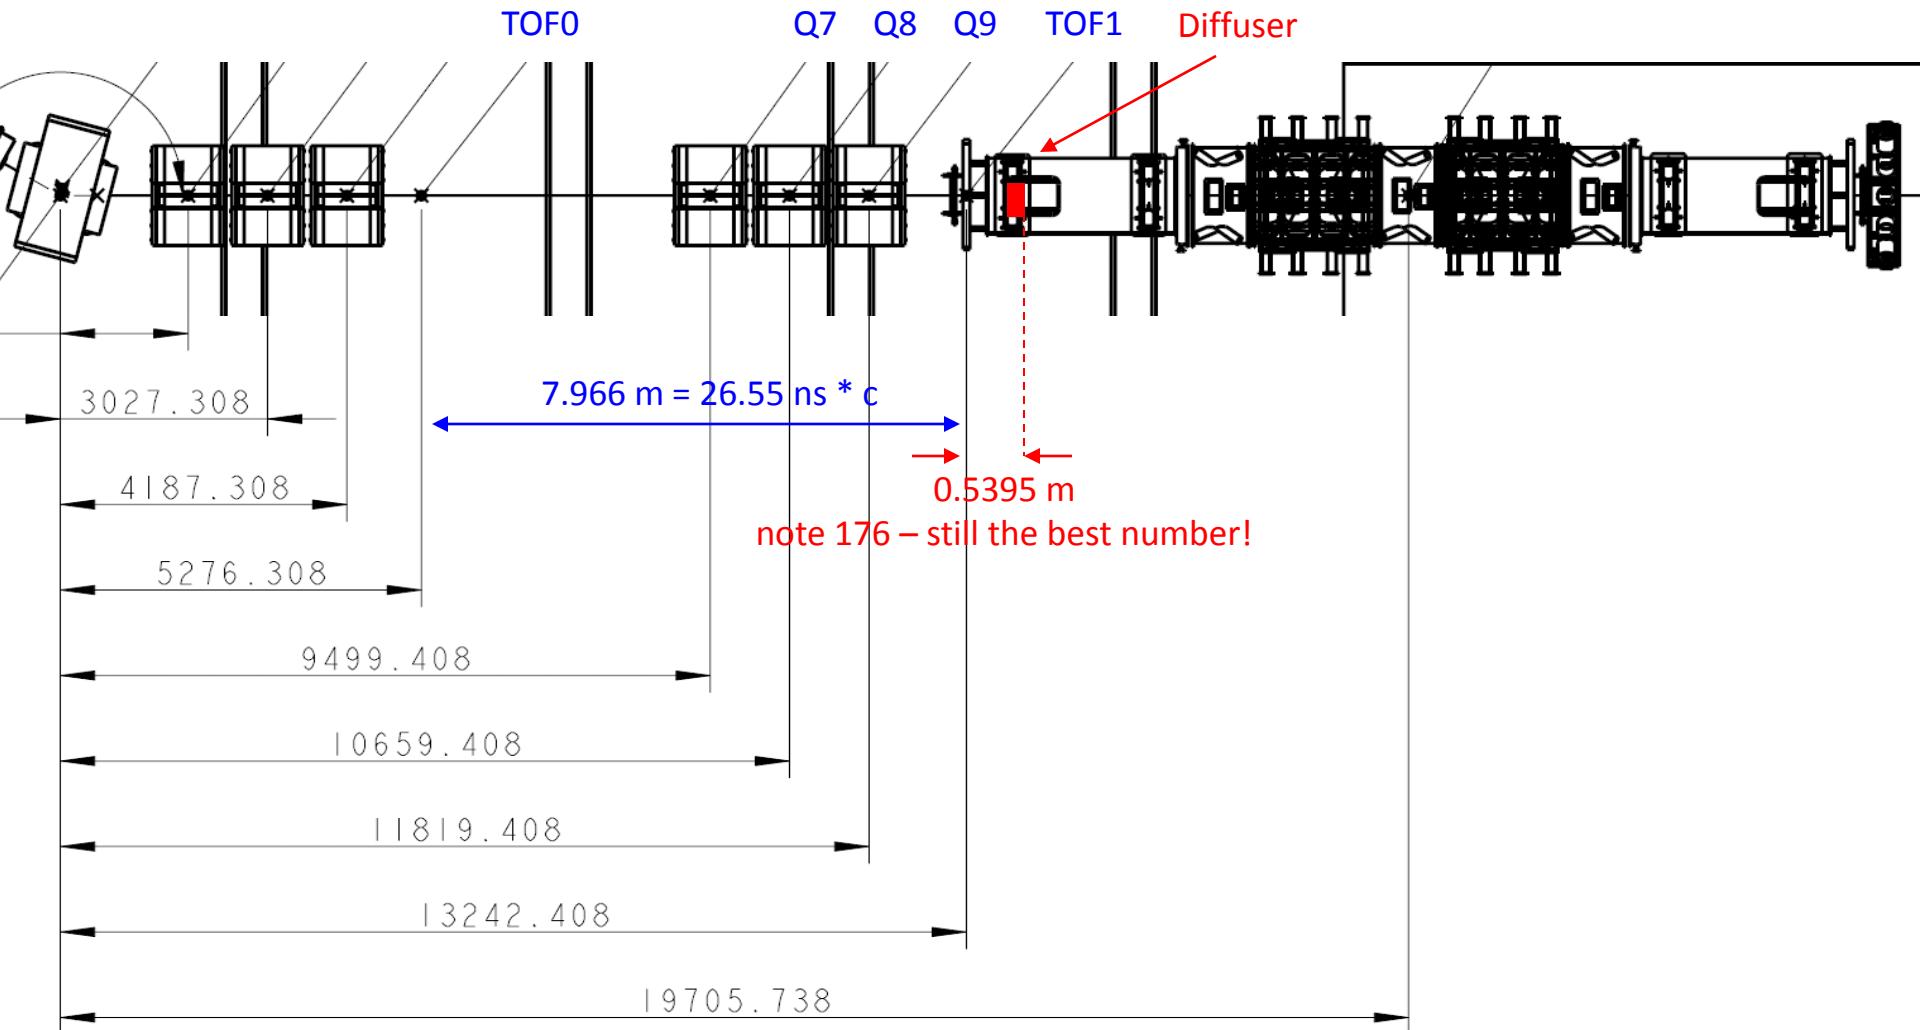 TOF0 Q7 Q8 Q9 TOF1 Diffuser
7.966 m = 26.55 ns * c
3027.308
4187.308
0.5395 m
note 176 – still the best number!
5276.308
9499.408
10659.408
11819.408
13242.408
19705.738